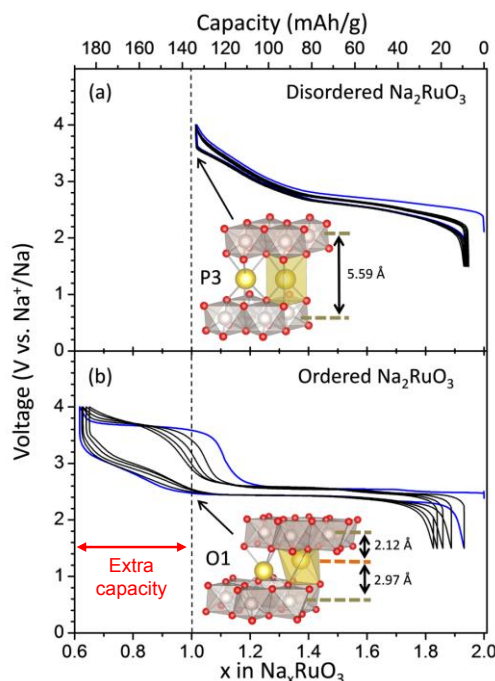 Capacity (mAh/g)
180 160 140 120 100 80 60 40 20 0
(a) Disordered Na₂RuO₃
4
3
2
1
0
P3
5.59 Å
Voltage (V vs. Na⁺/Na)
(b) Ordered Na₂RuO₃
4
3
2
1
0
O1
2.12 Å
2.97 Å
Extra
capacity
0.6 0.8 1.0 1.2 1.4 1.6 1.8 2.0
x in NaₓRuO₃